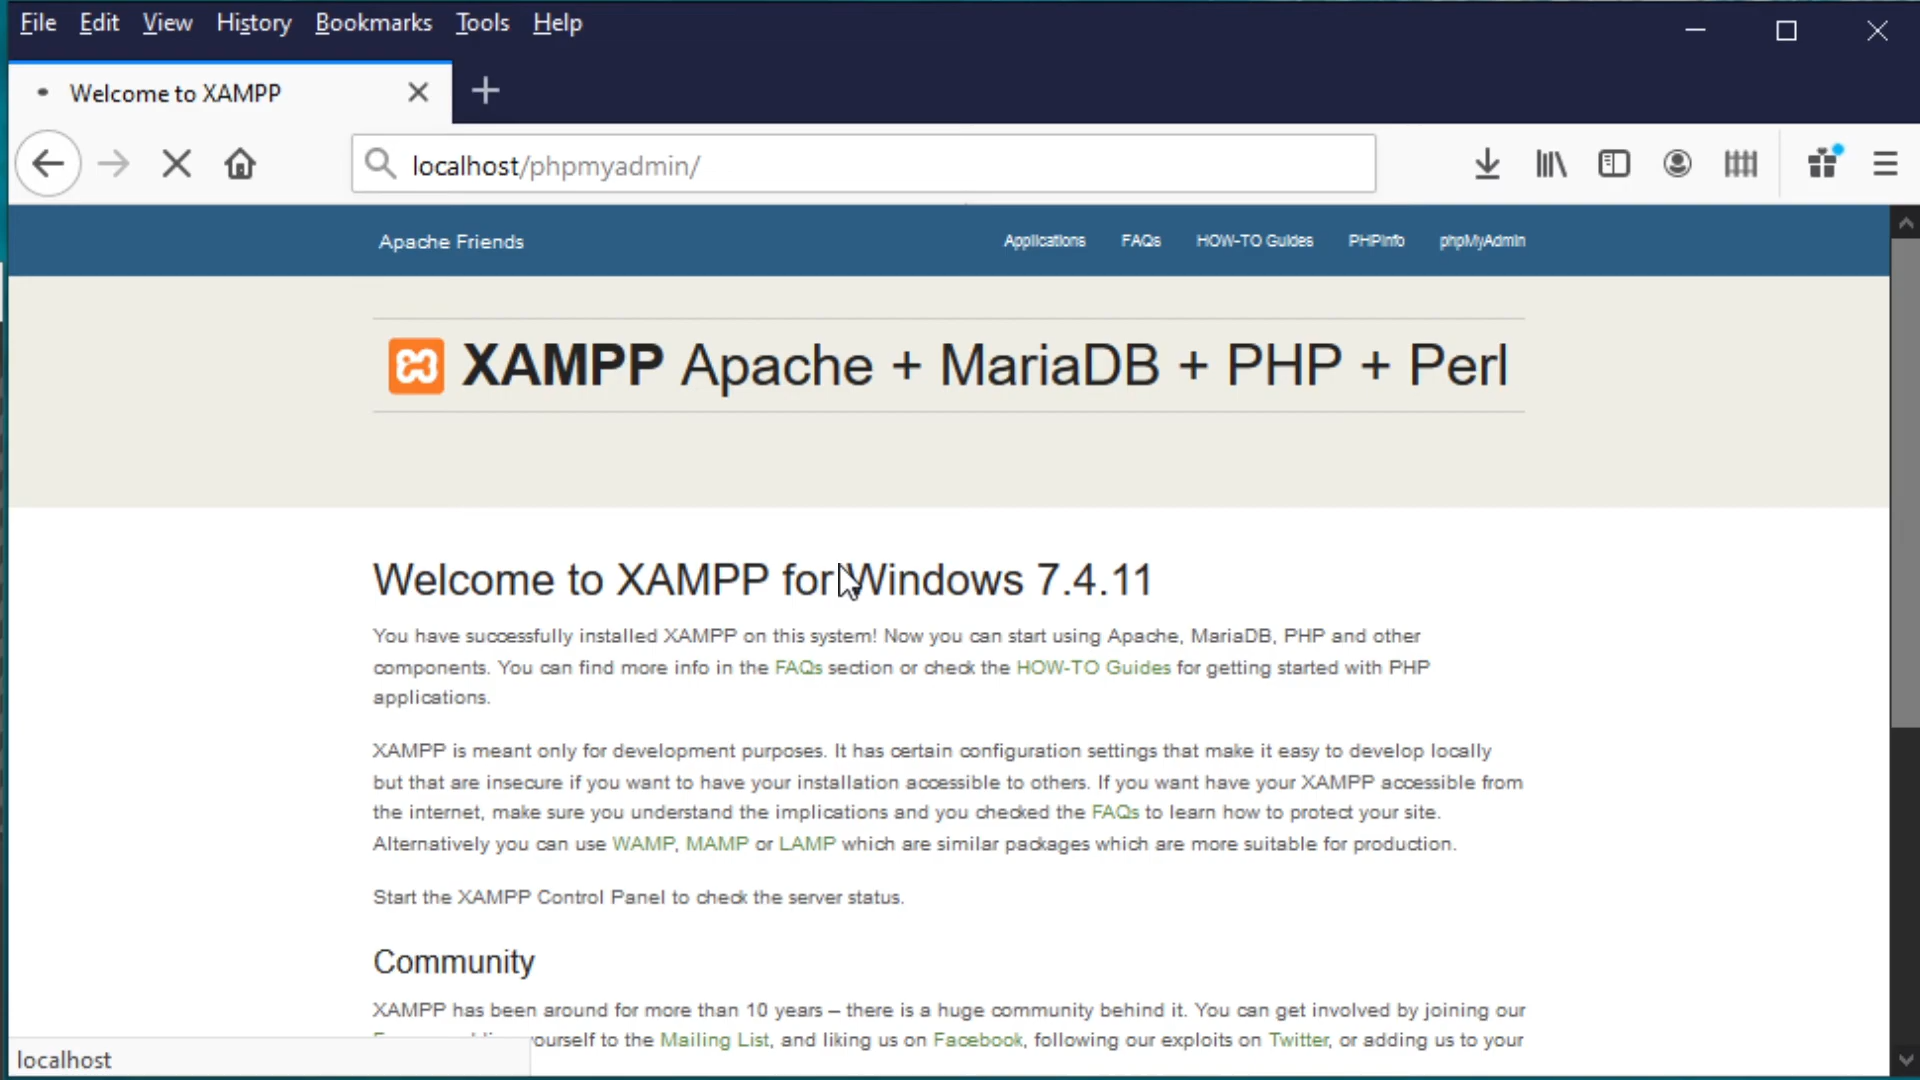 File Edit View History Bookmarks Tools Help
Welcome to XAMPP
localhost/phpmyadmin/
Apache Friends Applications FAQs HOW-TO Guides PHPInfo phpMyAdmin
XAMPP Apache + MariaDB + PHP + Perl
Welcome to XAMPP for Windows 7.4.11
You have successfully installed XAMPP on this system! Now you can start using Apache, MariaDB, PHP and other
components. You can find more info in the FAQs section or check the HOW-TO Guides for getting started with PHP
applications.
XAMPP is meant only for development purposes. It has certain configuration settings that make it easy to develop locally
but that are insecure if you want to have your installation accessible to others. If you want have your XAMPP accessible from
the internet, make sure you understand the implications and you checked the FAQs to learn how to protect your site.
Alternatively you can use WAMP, MAMP or LAMP which are similar packages which are more suitable for production.
Start the XAMPP Control Panel to check the server status.
Community
XAMPP has been around for more than 10 years – there is a huge community behind it. You can get involved by joining our
yourself to the Mailing List, and liking us on Facebook, following our exploits on Twitter, or adding us to your
localhost